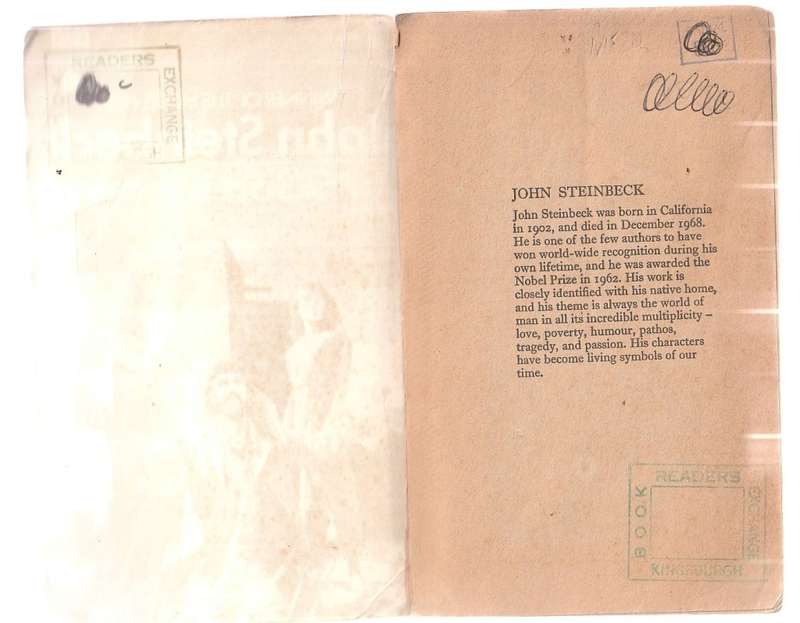 READERS
EXCHANGE
John Ste
JOHN STEINBECK
John Steinbeck was born in California
in 1902, and died in December 1968.
He is one of the few authors to have
won world-wide recognition during his
own lifetime, and he was awarded the
Nobel Prize in 1962. His work is
closely identified with his native home,
and his theme is always the world of
man in all its incredible multiplicity –
love, poverty, humour, pathos,
tragedy, and passion. His characters
have become living symbols of our
time.
READERS
BOOK
EXCHANGE
KINGSBURGH